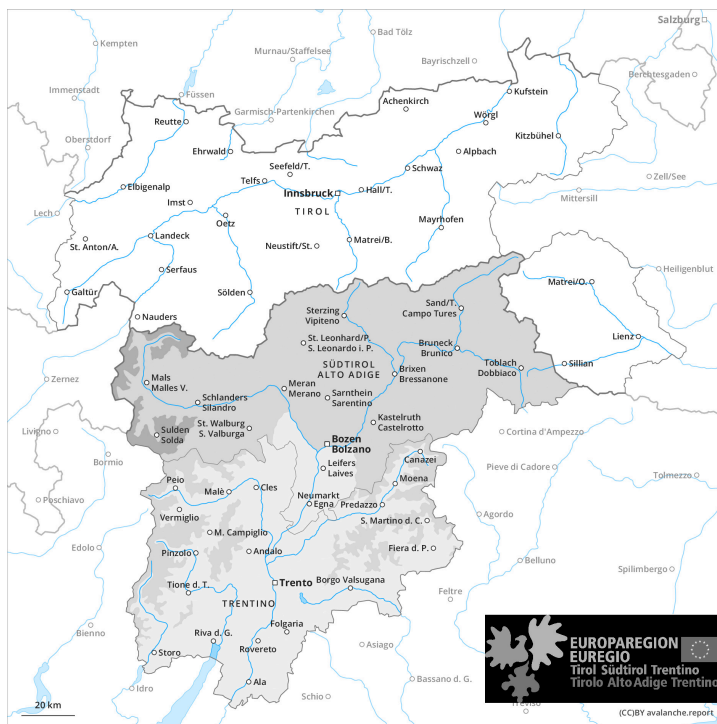 Salzburg
Kempten
Bad Tölz
Murnau/Staffelsee
Bayrischzell
Berchtesgaden
Immenstadt
Füssen
Garmisch-Partenkirchen
Achenkirch
Kufstein
Reutte
Wörgl
Oberstdorf
Kitzbühel
Ehrwald
Alpbach
Seefeld/T.
Schwaz
Telfs
Zell/See
Elbigenalp
Innsbruck
Hall/T.
Mittersill
Imst
TIROL
Lech
Oetz
Mayrhofen
Landeck
St. Anton/A.
Neustift/St.
Matrei/B.
Serfaus
Heiligenblut
Galtür
Sölden
Matrei/O.
Nauders
Sterzing
Vipiteno
Sand/T.
Campo Tures
Lienz
St. Leonhard/P.
S. Leonardo i. P.
Bruneck
Brunico
Toblach
Dobbiaco
Sillian
SÜDTIROL
ALTO ADIGE
Brixen
Bressanone
Zernez
Mals
Malles V.
Meran
Merano
Sarnthein
Sarentino
Schlanders
Silandro
Livigno
St. Walburg
S. Valburga
Kastelruth
Castelrotto
Sulden
Solda
Bozen
Bolzano
Cortina d'Ampezzo
Bormio
Canazei
Leifers
Laives
Pieve di Cadore
Tolmezzo
Peio
Moena
Poschiavo
Malè
Cles
Neumarkt
Egna
Predazzo
Vermiglio
Agordo
S. Martino d. C.
M. Campiglio
Edolo
Pinzolo
Andalo
Fiera d. P.
Belluno
Spilimbergo
Tione d. T.
Trento
Borgo Valsugana
Feltre
TRENTINO
Bienno
Riva d. G.
Folgaria
Storo
Rovereto
Asiago
Idro
Ala
Bassano d. G.
Schio
Treviso
EUROPAREGION
EUREGIO
Tirol Südtirol Trentino
Tirolo Alto Adige Trentino
20 km
(CC)BY avalanche.report